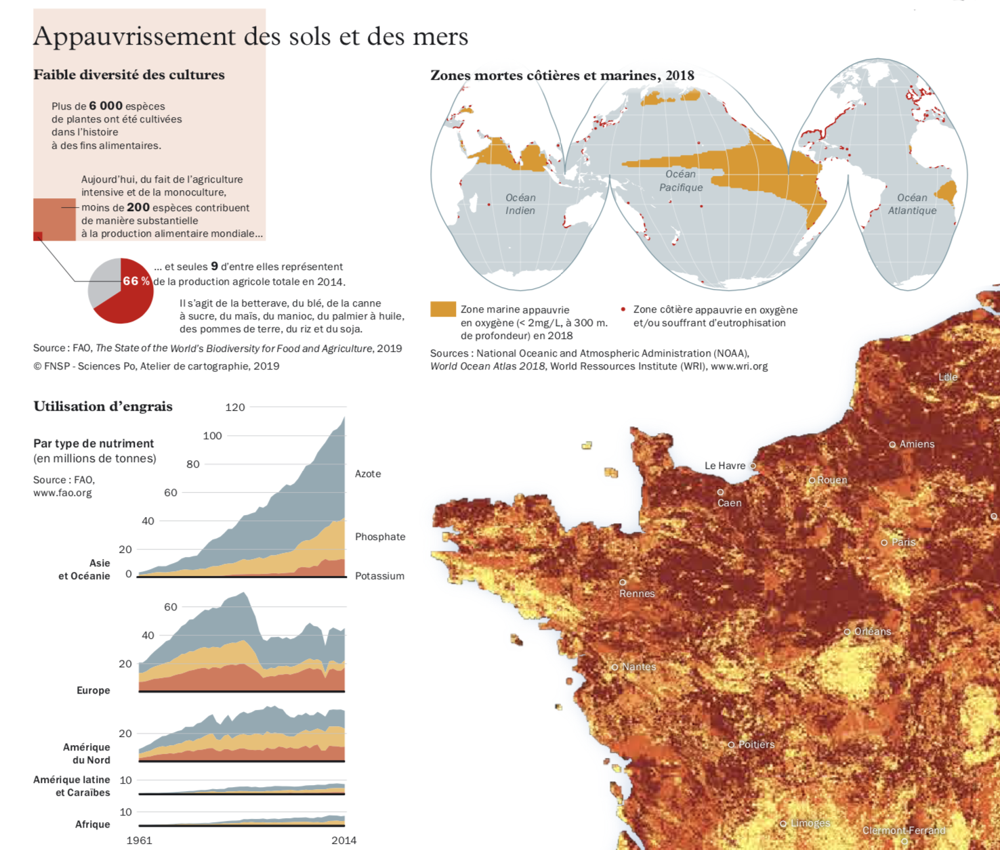 Appauvrissement des sols et des mers
Faible diversité des cultures
Plus de 6 000 espèces
de plantes ont été cultivées
dans l'histoire
à des fins alimentaires.
Aujourd'hui, du fait de l'agriculture
intensive et de la monoculture,
moins de 200 espèces contribuent
de manière substantielle
à la production alimentaire mondiale...
... et seules 9 d'entre elles représentent
66 % de la production agricole totale en 2014.
Il s'agit de la betterave, du blé, de la canne
à sucre, du maïs, du manioc, du palmier à huile,
des pommes de terre, du riz et du soja.
Source : FAO, The State of the World's Biodiversity for Food and Agriculture, 2019
© FNSP - Sciences Po, Atelier de cartographie, 2019
Zones mortes côtières et marines, 2018
Océan
Indien
Océan
Pacifique
Océan
Atlantique
Zone marine appauvrie
en oxygène (< 2mg/L, à 300 m.
de profondeur) en 2018
Zone côtière appauvrie en oxygène
et/ou souffrant d'eutrophisation
Sources : National Oceanic and Atmospheric Administration (NOAA),
World Ocean Atlas 2018, World Ressources Institute (WRI), www.wri.org
Utilisation d'engrais
Par type de nutriment
(en millions de tonnes)
Source : FAO,
www.fao.org
120
100
80
60
40
20
0
Azote
Phosphate
Potassium
Asie
et Océanie
60
40
20
Europe
20
Amérique
du Nord
Amérique latine
et Caraïbes
10
10
Afrique
1961
2014
Lille
Amiens
Le Havre
Rouen
Caen
Paris
Rennes
Orléans
Nantes
Poitiers
Limoges
Clermont-Ferrand